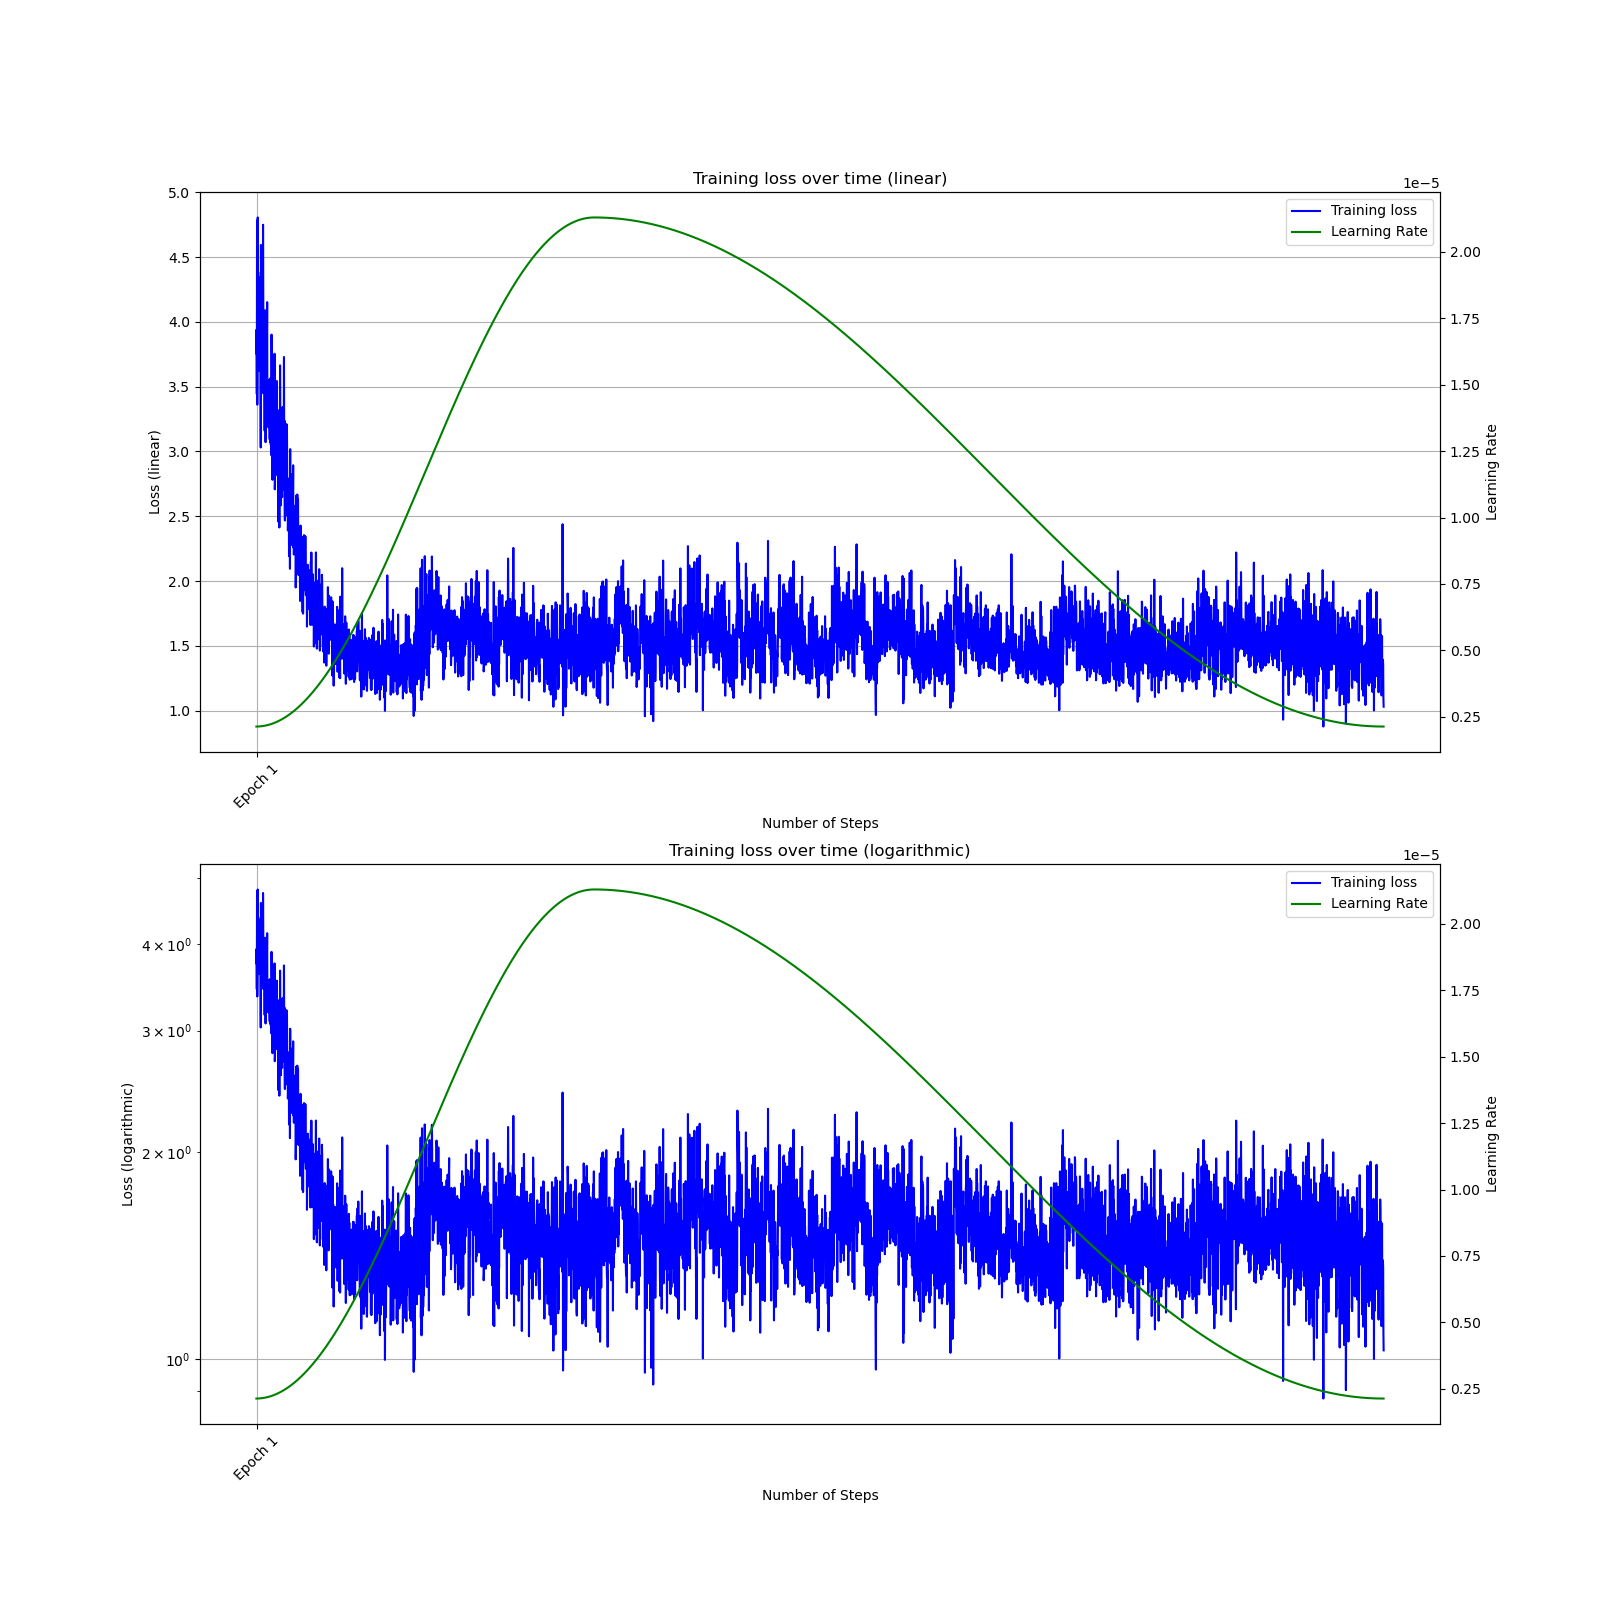 Training loss over time (linear)
1e−5
5.0
4.5
4.0
3.5
3.0
2.5
2.0
1.5
1.0
Loss (linear)
Training loss
Learning Rate
2.00
1.75
1.50
1.25
1.00
0.75
0.50
0.25
Learning Rate
Epoch 1
Number of Steps
Training loss over time (logarithmic)
1e−5
4 × 10⁰
3 × 10⁰
2 × 10⁰
10⁰
Loss (logarithmic)
Training loss
Learning Rate
2.00
1.75
1.50
1.25
1.00
0.75
0.50
0.25
Learning Rate
Epoch 1
Number of Steps